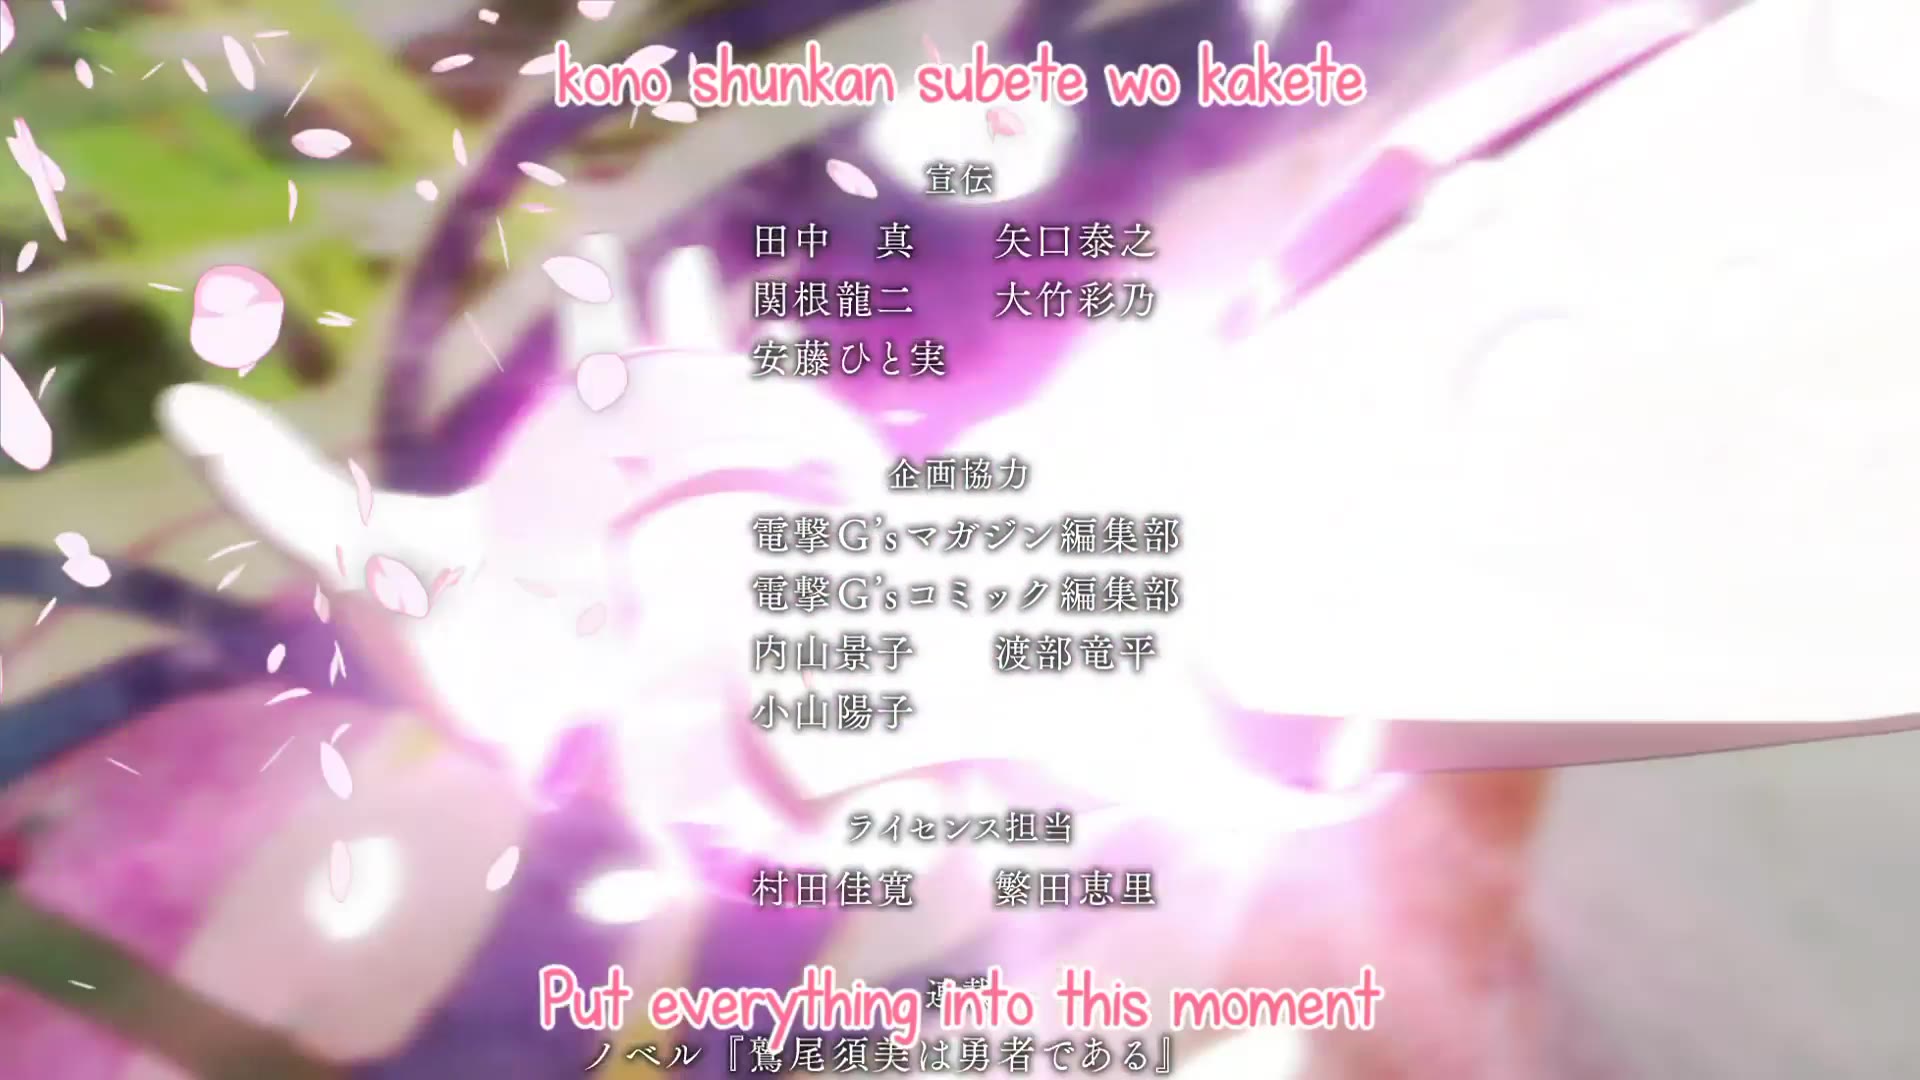 kono shunkan subete wo kakete
宣伝
田中　真　　矢口泰之
関根龍二　　大竹彩乃
安藤ひと実
企画協力
電撃G'sマガジン編集部
電撃G'sコミック編集部
内山景子　　渡部竜平
小山陽子
ライセンス担当
村田佳寛　　繁田恵里
連載
Put everything into this moment
ノベル『鷲尾須美は勇者である』